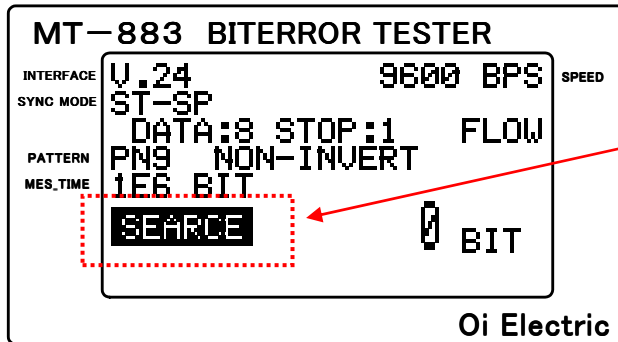 MT-883 BITERROR TESTER
INTERFACE V.24 9600 BPS SPEED
SYNC MODE ST-SP
DATA:8 STOP:1 FLOW
PATTERN PN9 NON-INVERT
MES_TIME 1E6 BIT
SEARCE 0 BIT
Oi Electric